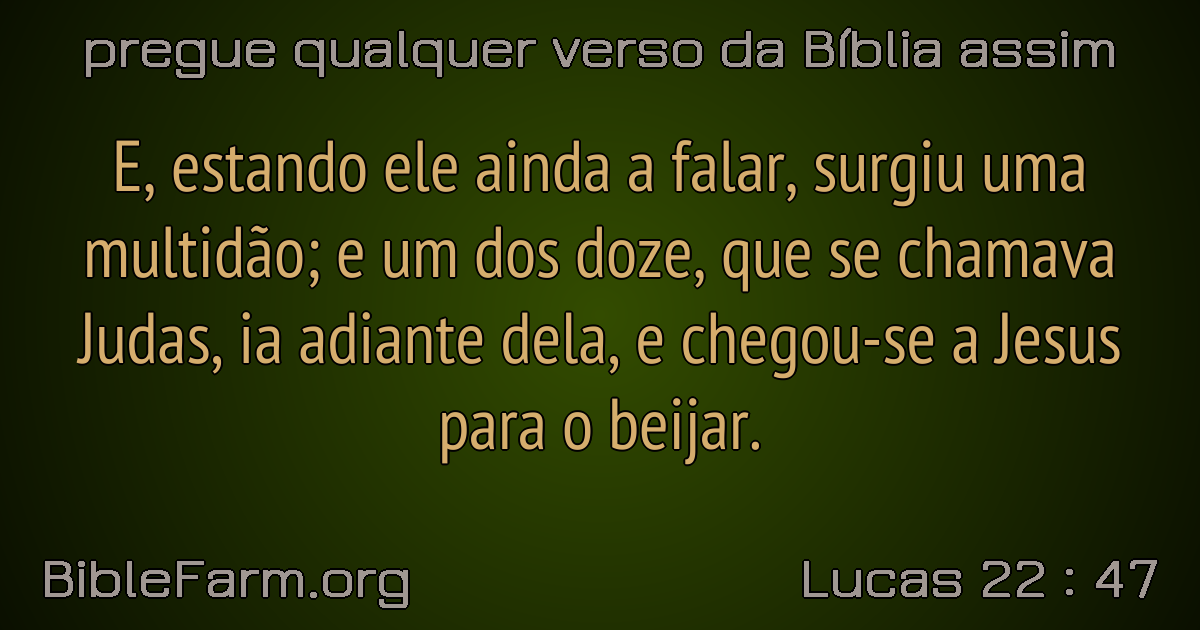 pregue qualquer verso da Bíblia assim
E, estando ele ainda a falar, surgiu uma
multidão; e um dos doze, que se chamava
Judas, ia adiante dela, e chegou-se a Jesus
para o beijar.
BibleFarm.org
Lucas 22 : 47